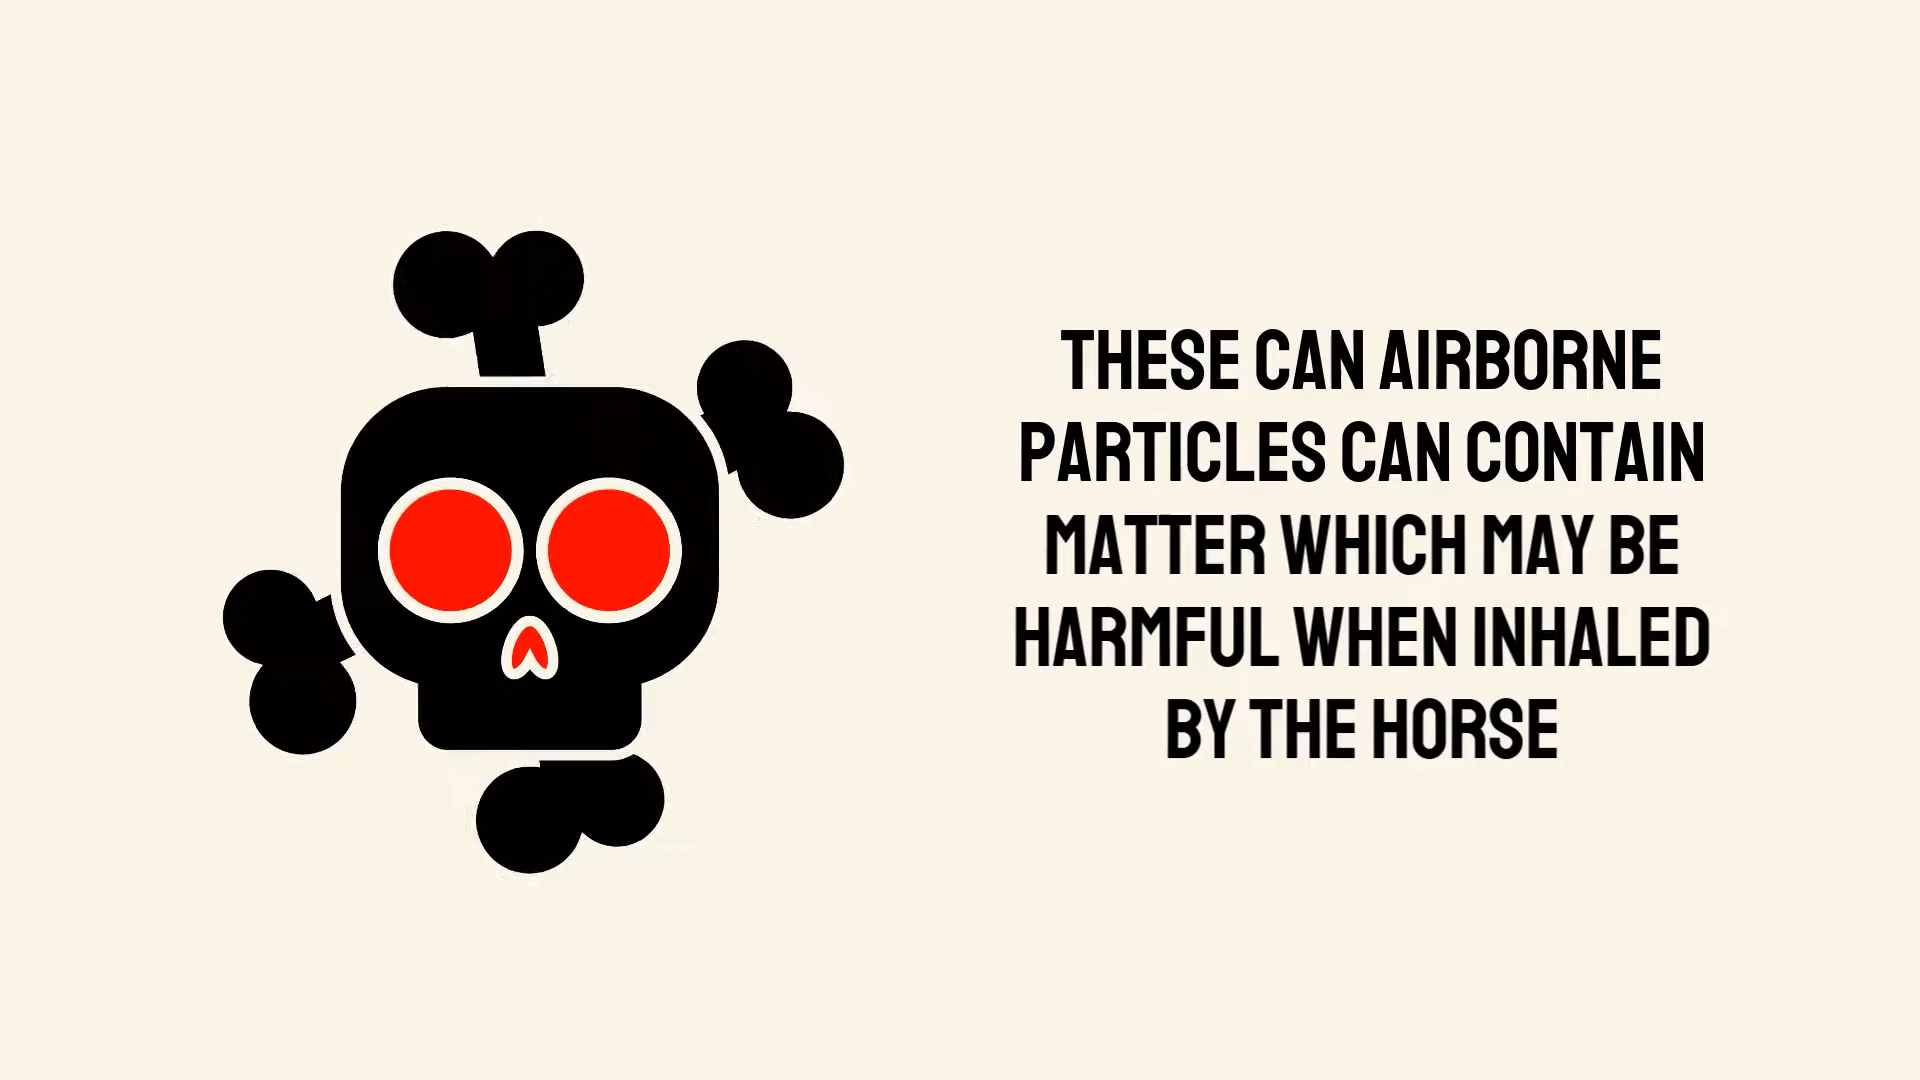 THESE CAN AIRBORNE
PARTICLES CAN CONTAIN
MATTER WHICH MAY BE
HARMFUL WHEN INHALED
BY THE HORSE